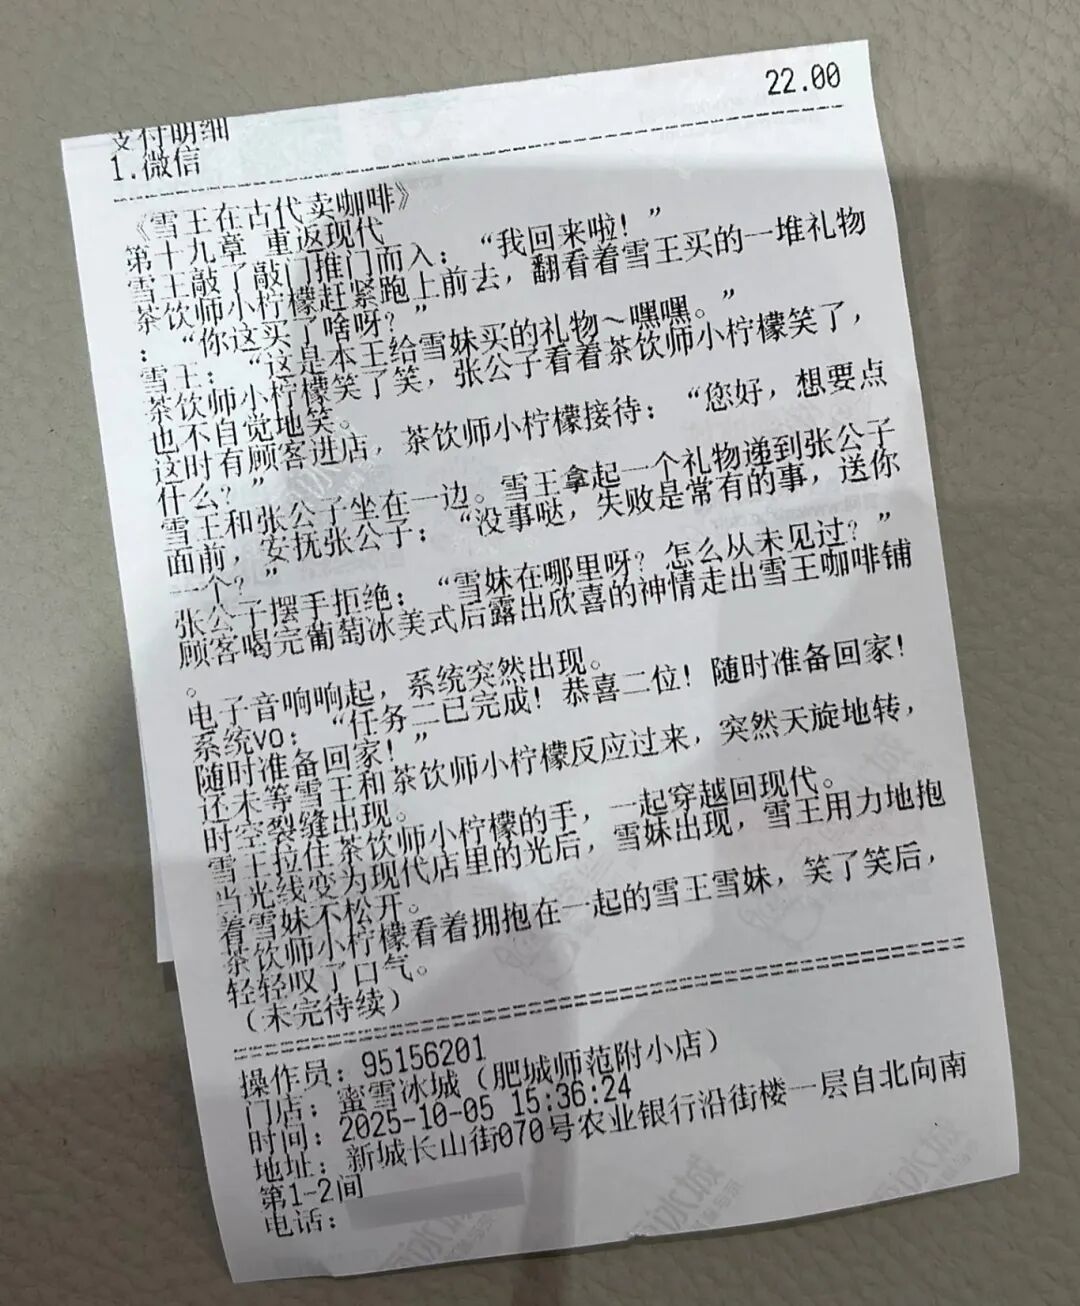 22.00
支付明细
1.微信
《雪王在古代卖咖啡》
第十九章 重返现代
雪王敲了敲门推门而入：“我回来啦！”
茶饮师小柠檬赶紧跑上前去，翻看着雪王买的一堆礼物
：“你这买了啥呀？”
雪王：“这是本王给雪妹买的礼物～嘿嘿。”
茶饮师小柠檬笑了笑，张公子看着茶饮师小柠檬笑了，
也不自觉地笑。
这时有顾客进店，茶饮师小柠檬接待：“您好，想要点
什么？”
雪王和张公子坐在一边。雪王拿起一个礼物递到张公子
面前，安抚张公子：“没事哒，失败是常有的事，送你
一个？”
张公子摆手拒绝：“雪妹在哪里呀？怎么从未见过？”
顾客喝完葡萄冰美式后露出欣喜的神情走出雪王咖啡铺
。
电子音响响起，系统突然出现。
系统VO：“任务二已完成！恭喜二位！随时准备回家！
随时准备回家！”
还未等雪王和茶饮师小柠檬反应过来，突然天旋地转，
时空裂缝出现。
雪王拉住茶饮师小柠檬的手，一起穿越回现代。
当光线变为现代店里的光后，雪妹出现，雪王用力地抱
着雪妹不松开。
茶饮师小柠檬看着拥抱在一起的雪王雪妹，笑了笑后，
轻轻叹了口气。
（未完待续）
操作员：95156201
门店：蜜雪冰城（肥城师范附小店）
时间：2025-10-05 15:36:24
地址：新城长山街070号农业银行沿街楼一层自北向南
第1-2间
电话：